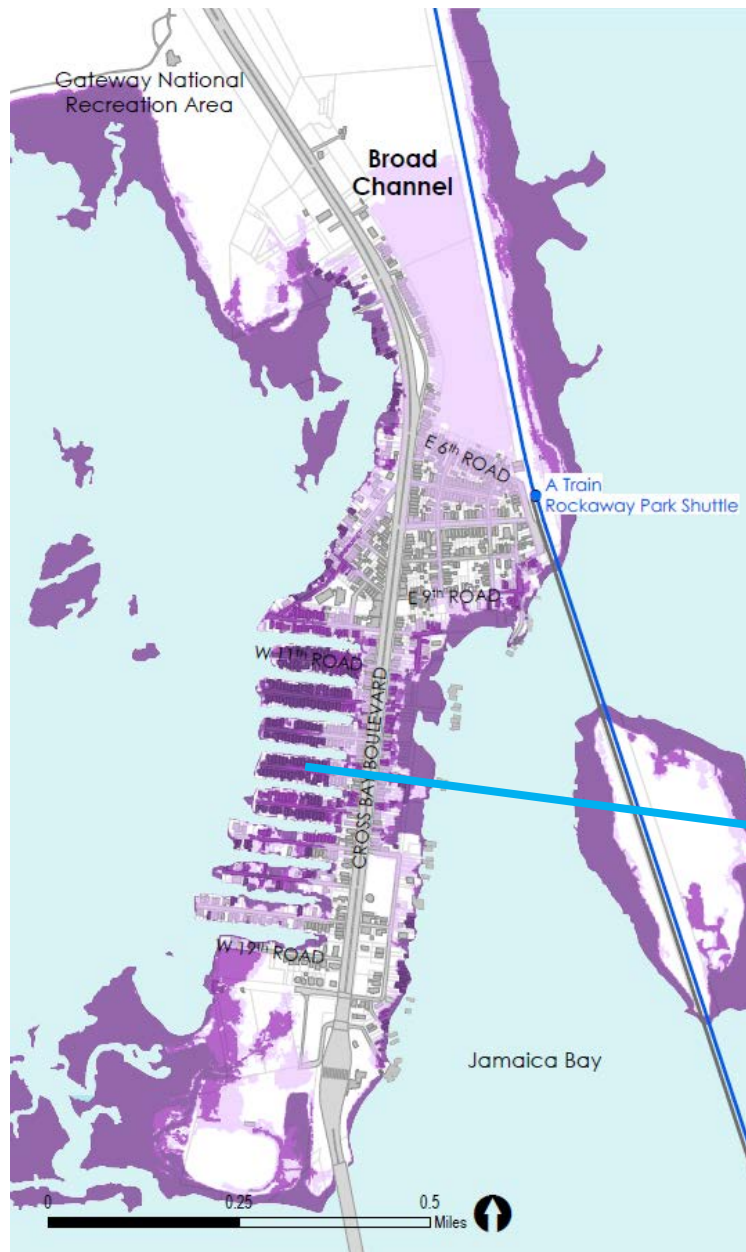 Gateway National
Recreation Area
Broad
Channel
E 6th ROAD
A Train
Rockaway Park Shuttle
E 9th ROAD
W 11th ROAD
CROSS BAY BOULEVARD
W 19th ROAD
Jamaica Bay
0 0.25 0.5
Miles